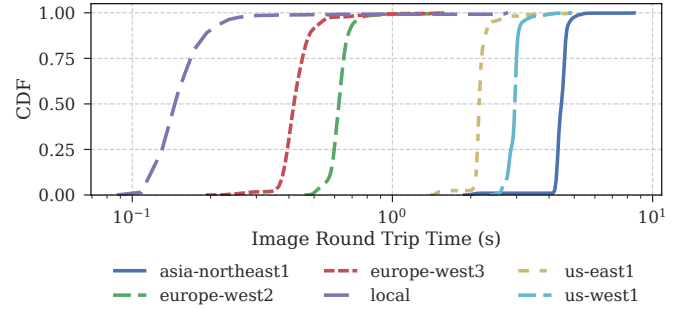 1.00
0.75
0.50
0.25
0.00
CDF
10⁻¹ 10⁰ 10¹
Image Round Trip Time (s)
asia-northeast1 europe-west3 us-east1
europe-west2 local us-west1